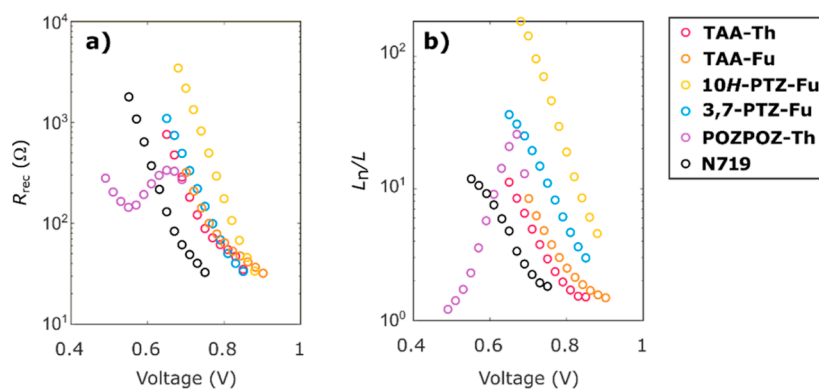 a)
R_rec (Ω)
10⁴
10³
10²
10¹
0.4 0.6 0.8 1
Voltage (V)
b)
L_n/L
10²
10¹
10⁰
0.4 0.6 0.8 1
Voltage (V)
TAA-Th
TAA-Fu
10H-PTZ-Fu
3,7-PTZ-Fu
POZPOZ-Th
N719